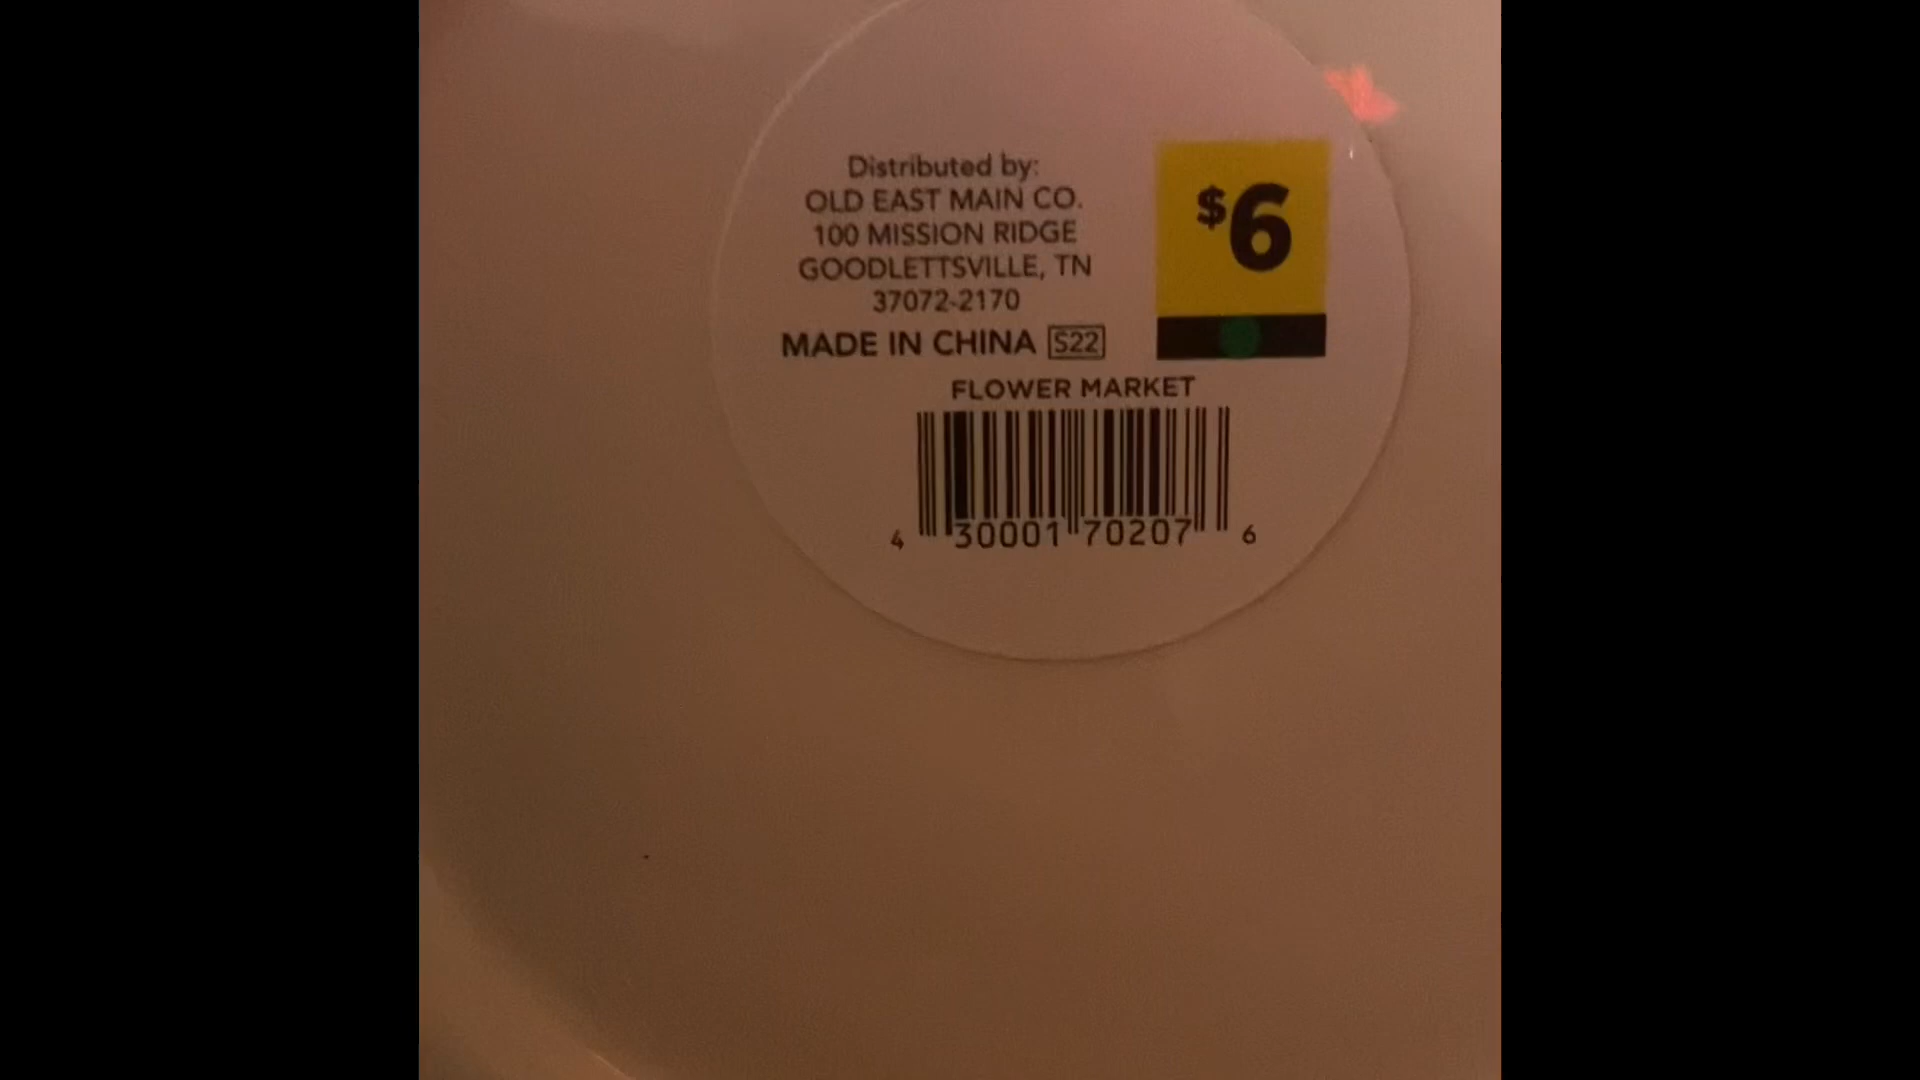 Distributed by:
OLD EAST MAIN CO.
100 MISSION RIDGE
GOODLETTSVILLE, TN
37072-2170
MADE IN CHINA S22
$6
FLOWER MARKET
4 30001 70207 6